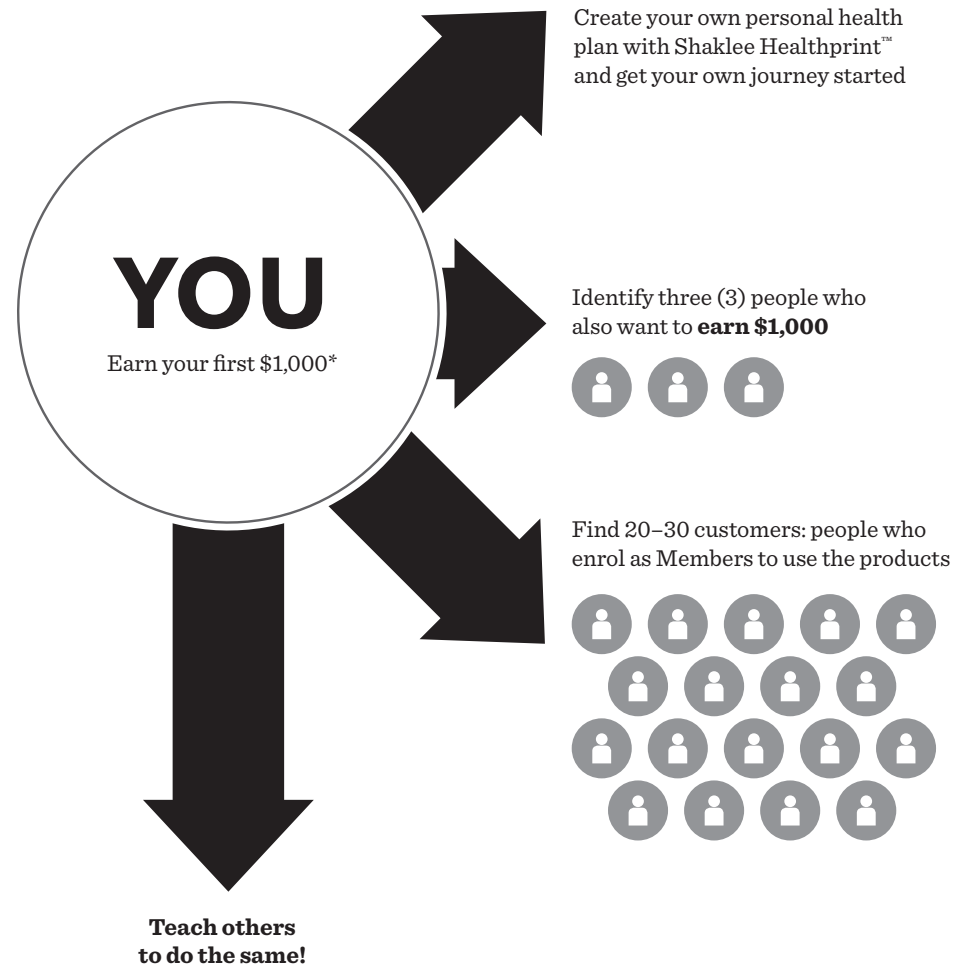 Create your own personal health
plan with Shaklee Healthprint™
and get your own journey started
YOU
Earn your first $1,000*
Identify three (3) people who
also want to earn $1,000
Find 20–30 customers: people who
enrol as Members to use the products
Teach others
to do the same!